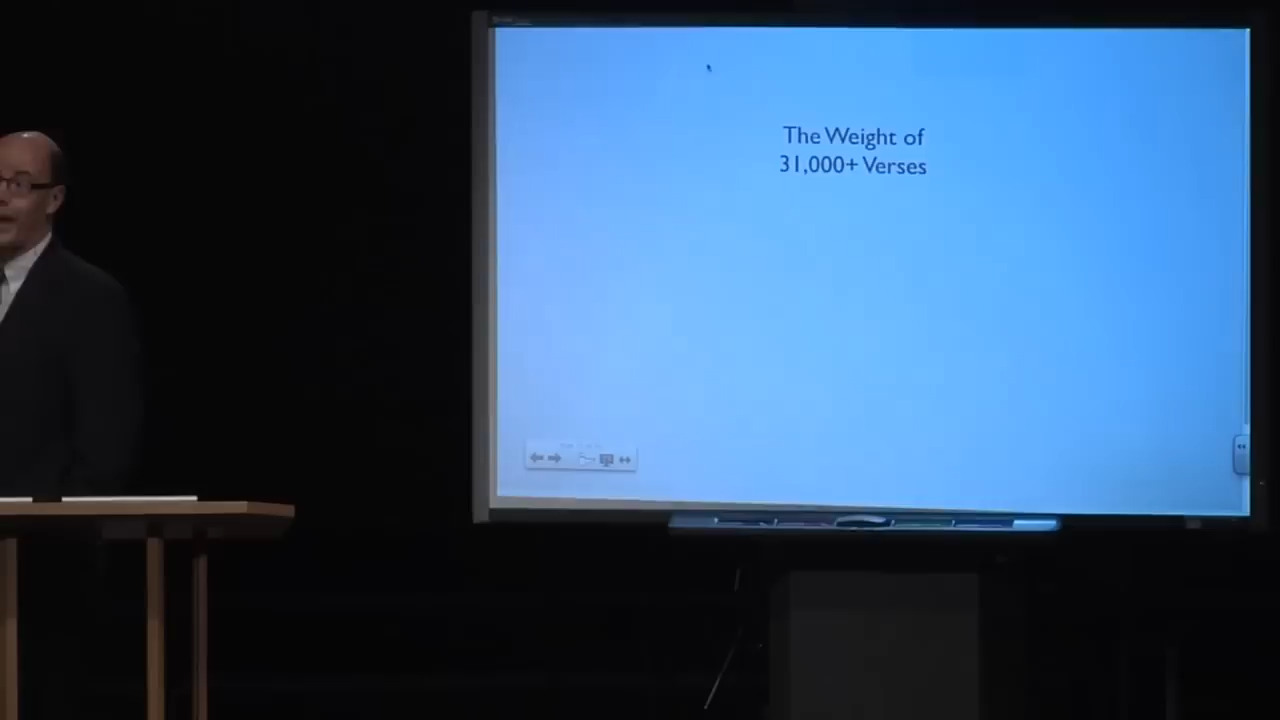 The Weight of
31,000+ Verses